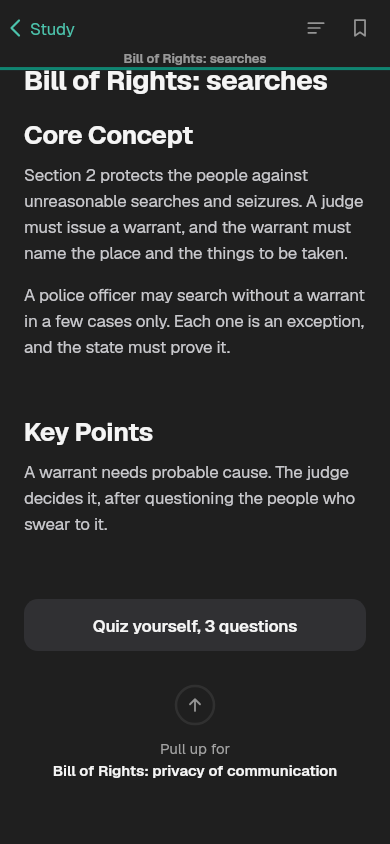 Study
Bill of Rights: searches
Bill of Rights: searches
Core Concept
Section 2 protects the people against
unreasonable searches and seizures. A judge
must issue a warrant, and the warrant must
name the place and the things to be taken.
A police officer may search without a warrant
in a few cases only. Each one is an exception,
and the state must prove it.
Key Points
A warrant needs probable cause. The judge
decides it, after questioning the people who
swear to it.
Quiz yourself, 3 questions
Pull up for
Bill of Rights: privacy of communication